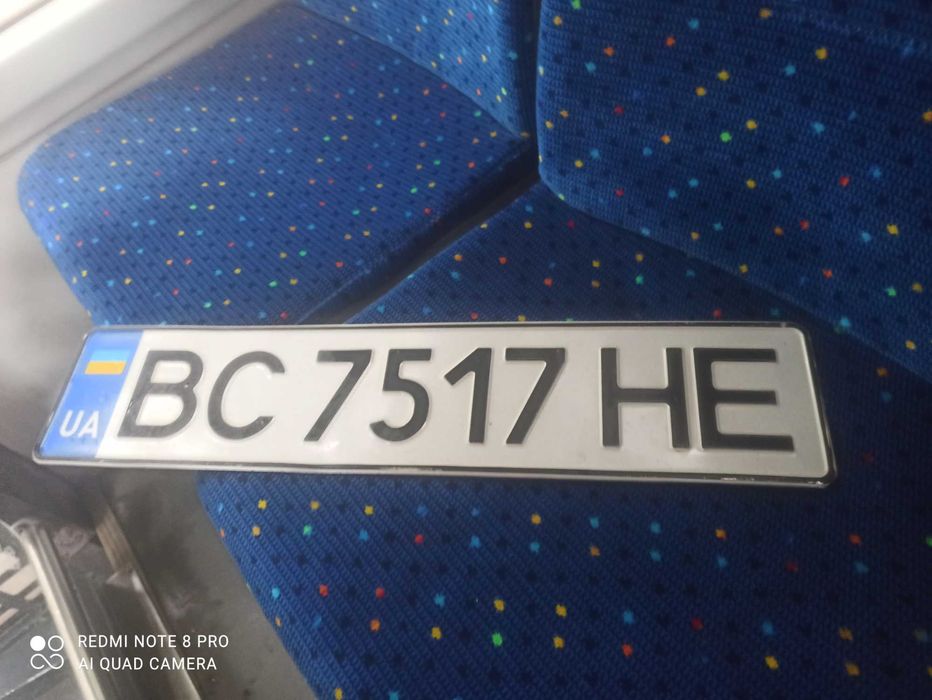 UA
BC 7517 HE
REDMI NOTE 8 PRO
AI QUAD CAMERA